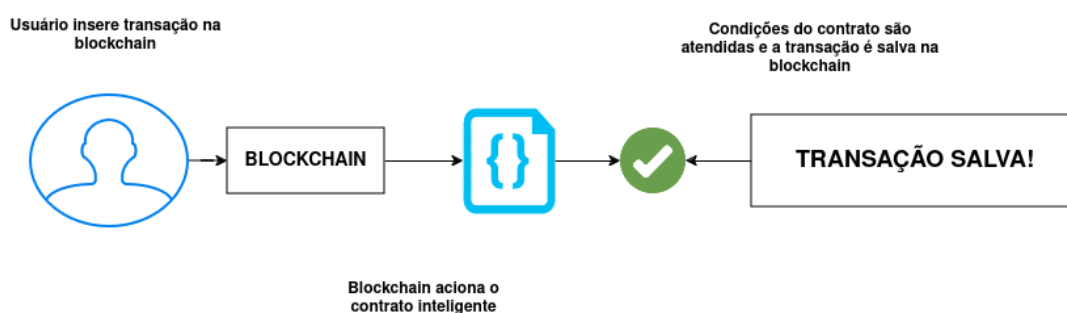 Usuário insere transação na
blockchain
Condições do contrato são
atendidas e a transação é salva na
blockchain
BLOCKCHAIN
{}
TRANSAÇÃO SALVA!
Blockchain aciona o
contrato inteligente